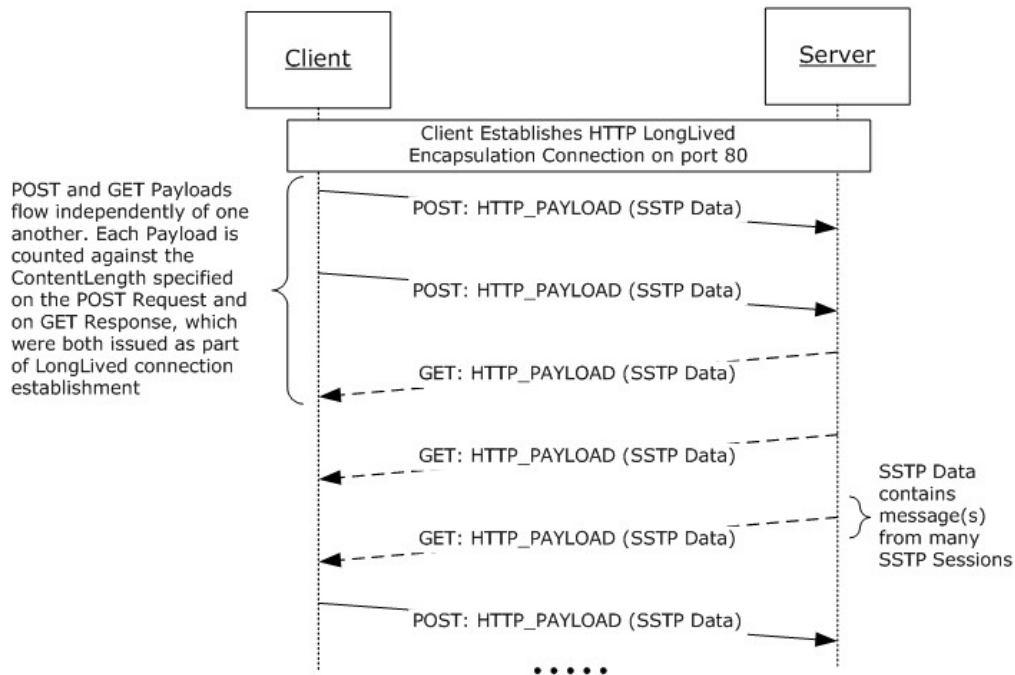 Client
Server
Client Establishes HTTP LongLived
Encapsulation Connection on port 80
POST and GET Payloads
flow independently of one
another. Each Payload is
counted against the
ContentLength specified
on the POST Request and
on GET Response, which
were both issued as part
of LongLived connection
establishment
POST: HTTP_PAYLOAD (SSTP Data)
POST: HTTP_PAYLOAD (SSTP Data)
GET: HTTP_PAYLOAD (SSTP Data)
GET: HTTP_PAYLOAD (SSTP Data)
GET: HTTP_PAYLOAD (SSTP Data)
SSTP Data
contains
message(s)
from many
SSTP Sessions
POST: HTTP_PAYLOAD (SSTP Data)